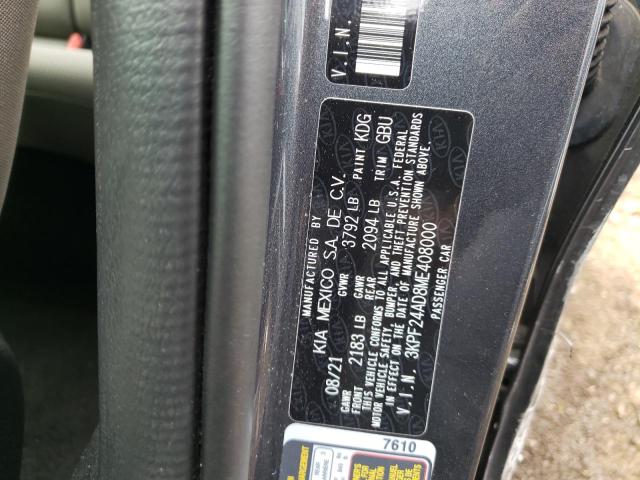 V.I.N.
MANUFACTURED BY
KIA MEXICO S.A. DE C.V.
08/21 GVWR 3792 LB PAINT KDG
GAWR FRONT 2183 LB GAWR REAR 2094 LB TRIM GBU
THIS VEHICLE CONFORMS TO ALL APPLICABLE U.S.A. FEDERAL
MOTOR VEHICLE SAFETY, BUMPER, AND THEFT PREVENTION STANDARDS
IN EFFECT ON THE DATE OF MANUFACTURE SHOWN ABOVE.
V.I.N. 3KPF24AD8ME408000
PASSENGER CAR
7610